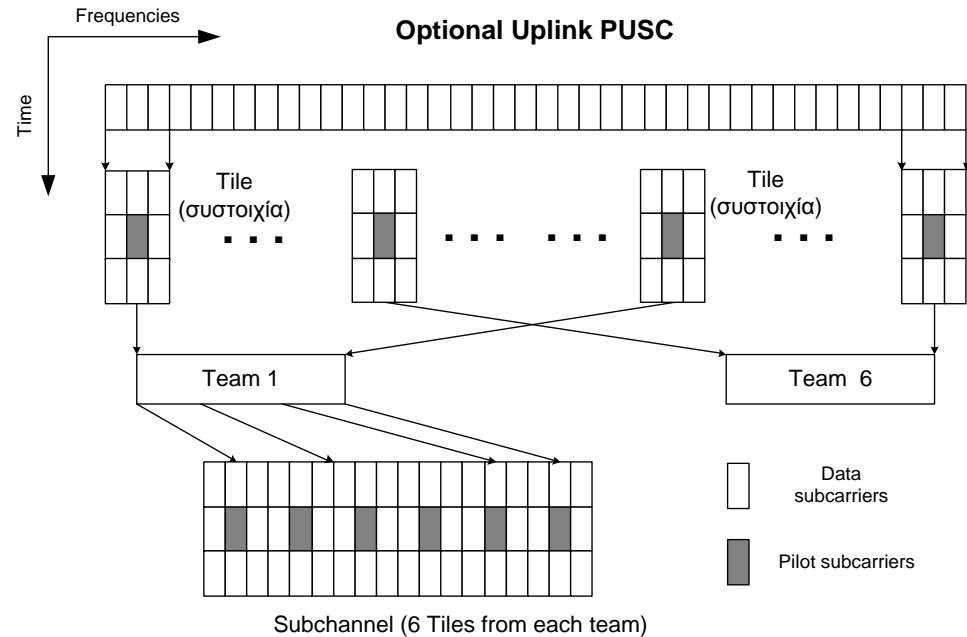 Frequencies
Optional Uplink PUSC
Time
Tile
(συστοιχία)
Tile
(συστοιχία)
Team 1
Team 6
Data
subcarriers
Pilot subcarriers
Subchannel (6 Tiles from each team)